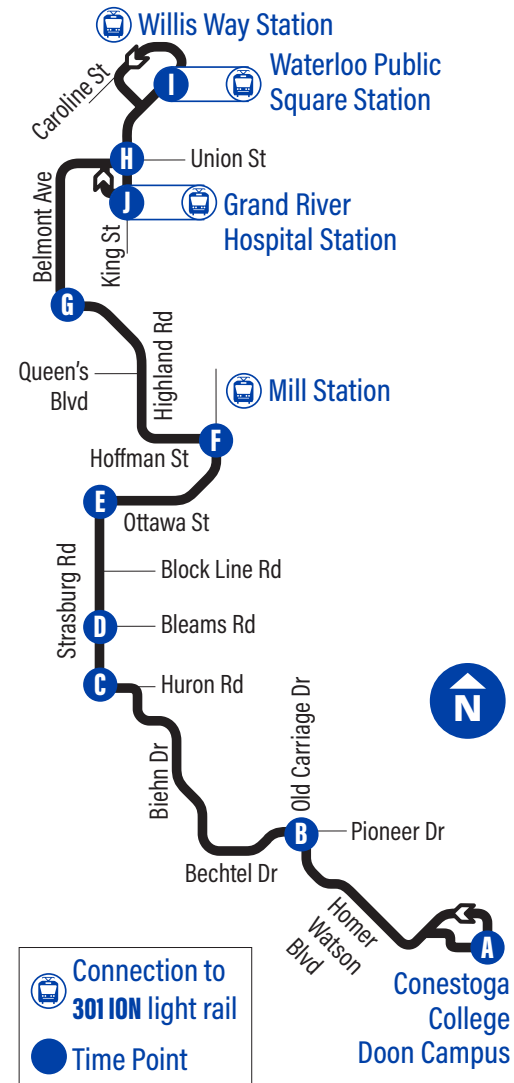 Willis Way Station
Caroline St
I
Waterloo Public
Square Station
H
Union St
Belmont Ave
J
King St
Grand River
Hospital Station
G
Queen's
Blvd
Highland Rd
Mill Station
F
Hoffman St
E
Ottawa St
Strasburg Rd
Block Line Rd
D
Bleams Rd
C
Huron Rd
N
Biehn Dr
Old Carriage Dr
B
Pioneer Dr
Bechtel Dr
Homer
Watson
Blvd
A
Conestoga
College
Doon Campus
Connection to
301 ION light rail
Time Point